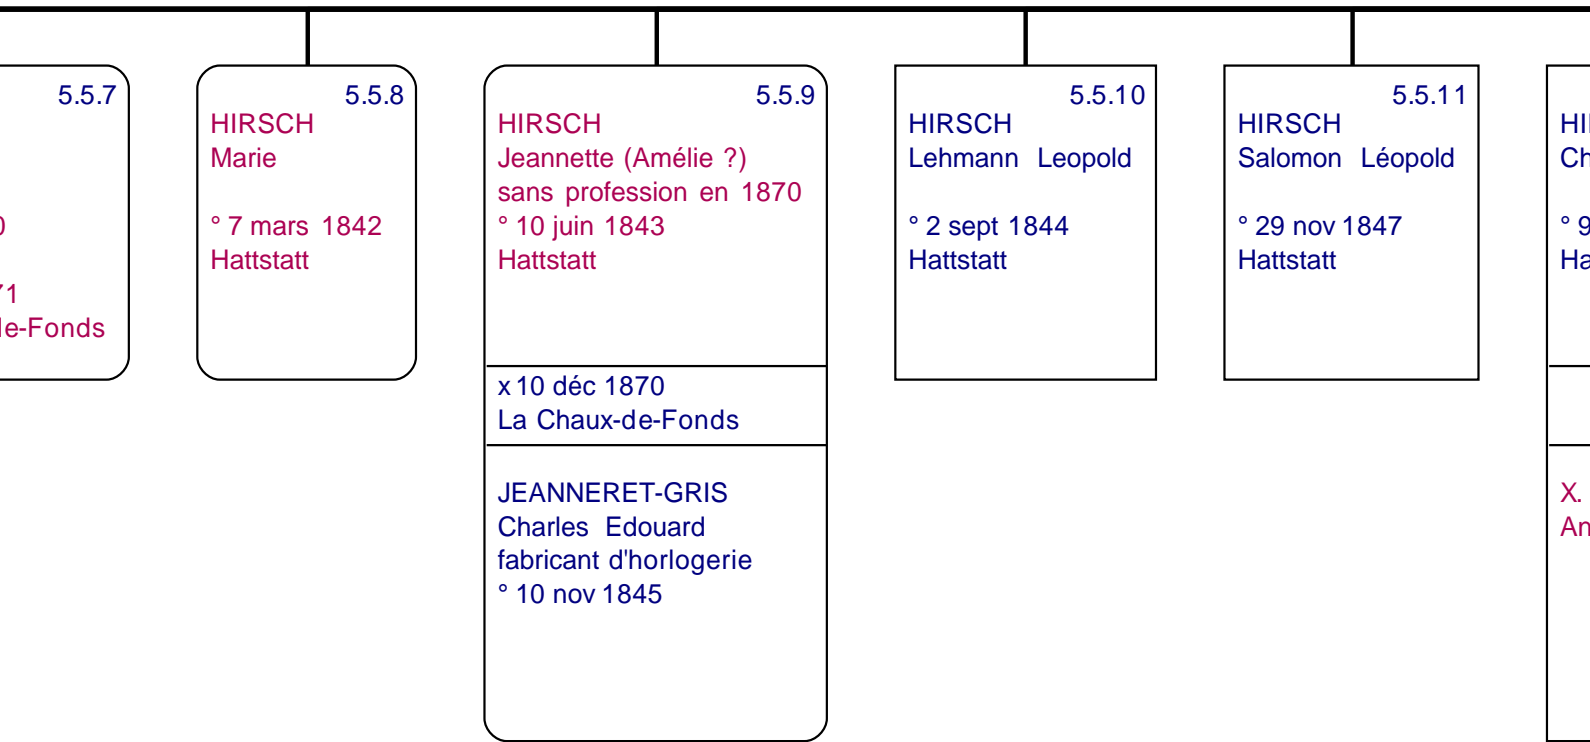 5.5.7
de-Fonds
5.5.8
HIRSCH
Marie
° 7 mars 1842
Hattstatt
5.5.9
HIRSCH
Jeannette (Amélie ?)
sans profession en 1870
° 10 juin 1843
Hattstatt
x 10 déc 1870
La Chaux-de-Fonds
JEANNERET-GRIS
Charles Edouard
fabricant d'horlogerie
° 10 nov 1845
5.5.10
HIRSCH
Lehmann Leopold
° 2 sept 1844
Hattstatt
5.5.11
HIRSCH
Salomon Léopold
° 29 nov 1847
Hattstatt
° 9
X.